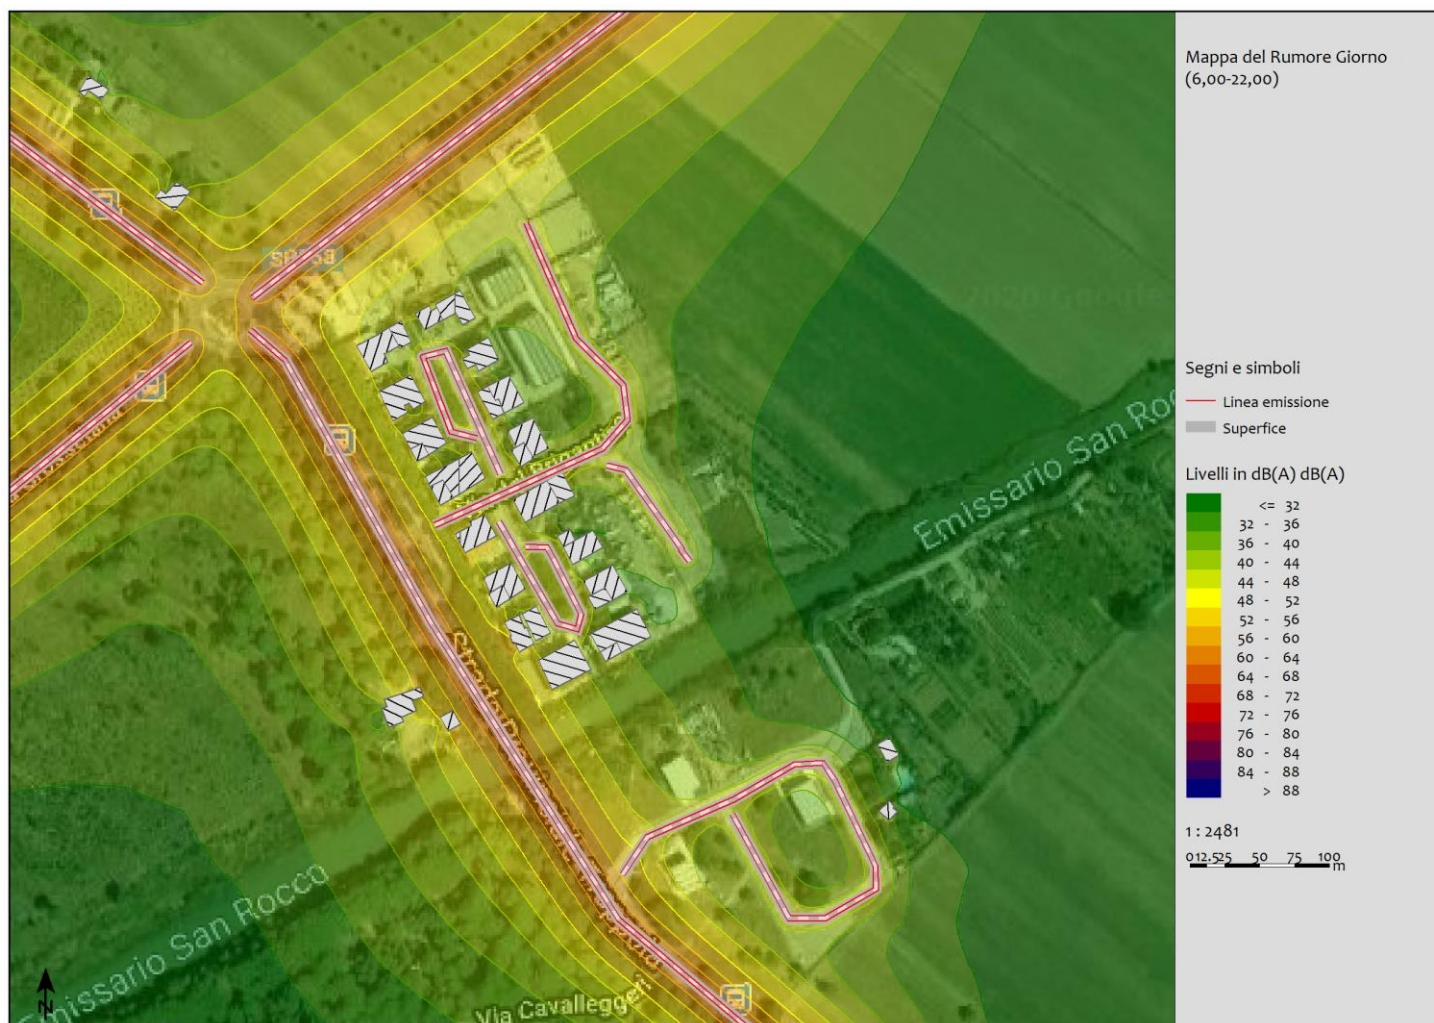 Mappa del Rumore Giorno
(6,00-22,00)
Segni e simboli
Linea emissione
Superfice
Livelli in dB(A) dB(A)
<= 32
32 - 36
36 - 40
40 - 44
44 - 48
48 - 52
52 - 56
56 - 60
60 - 64
64 - 68
68 - 72
72 - 76
76 - 80
80 - 84
84 - 88
> 88
1 : 2481
0 12.5 25 50 75 100
m
Emissario San Roc
Emissario San Rocco
Via Cavalleggeri
N